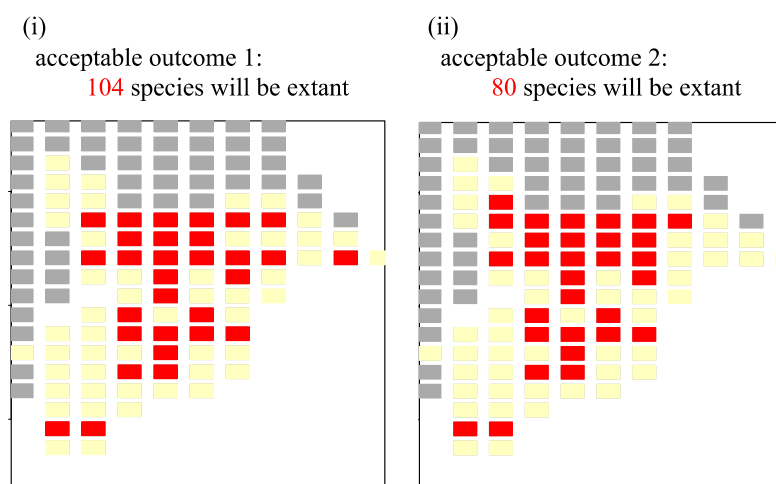 (i)
acceptable outcome 1:
104 species will be extant
(ii)
acceptable outcome 2:
80 species will be extant